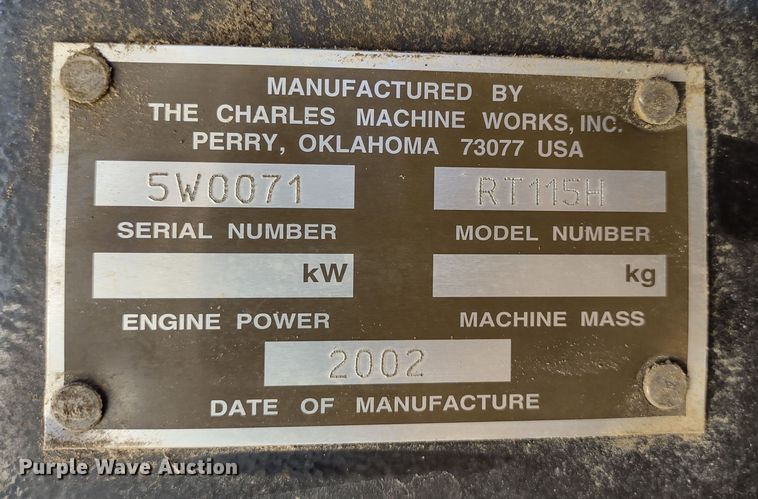 MANUFACTURED BY
THE CHARLES MACHINE WORKS, INC.
PERRY, OKLAHOMA 73077 USA
5W0071 RT115H
SERIAL NUMBER MODEL NUMBER
kW kg
ENGINE POWER MACHINE MASS
2002
DATE OF MANUFACTURE
Purple Wave Auction